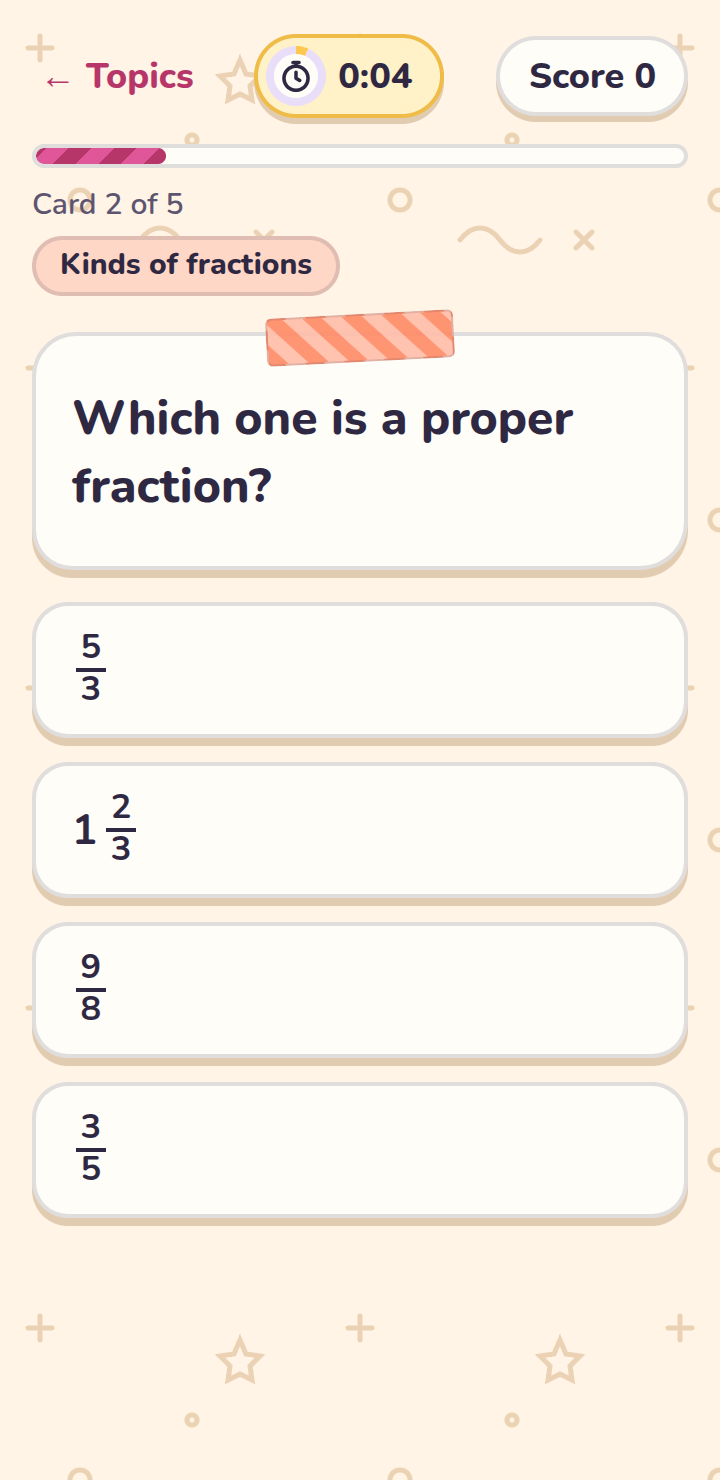 ← Topics
0:04
Score 0
Card 2 of 5
Kinds of fractions
Which one is a proper
fraction?
5/3
1 2/3
9/8
3/5